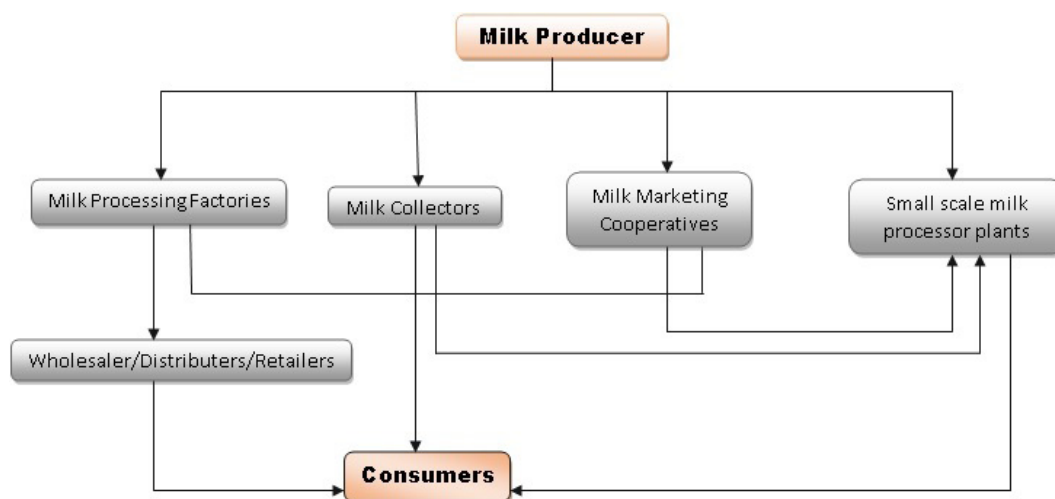 Milk Producer
Milk Processing Factories
Milk Collectors
Milk Marketing
Cooperatives
Small scale milk
processor plants
Wholesaler/Distributers/Retailers
Consumers